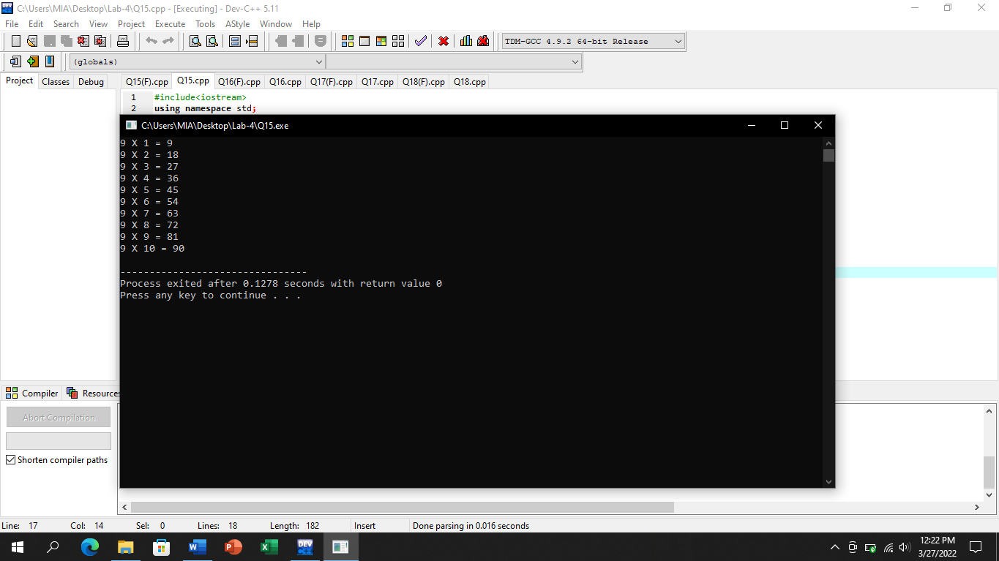 C:\Users\MIA\Desktop\Lab-4\Q15.cpp - [Executing] - Dev-C++ 5.11
File Edit Search View Project Execute Tools AStyle Window Help
TDM-GCC 4.9.2 64-bit Release
(globals)
Project Classes Debug Q15(F).cpp Q15.cpp Q16(F).cpp Q16.cpp Q17(F).cpp Q17.cpp Q18(F).cpp Q18.cpp
1 #include<iostream>
2 using namespace std;
C:\Users\MIA\Desktop\Lab-4\Q15.exe
9 X 1 = 9
9 X 2 = 18
9 X 3 = 27
9 X 4 = 36
9 X 5 = 45
9 X 6 = 54
9 X 7 = 63
9 X 8 = 72
9 X 9 = 81
9 X 10 = 90
--------------------------------
Process exited after 0.1278 seconds with return value 0
Press any key to continue . . .
Compiler Resources
Abort Compilation
Shorten compiler paths
Line: 17 Col: 14 Sel: 0 Lines: 18 Length: 182 Insert Done parsing in 0.016 seconds
12:22 PM
3/27/2022